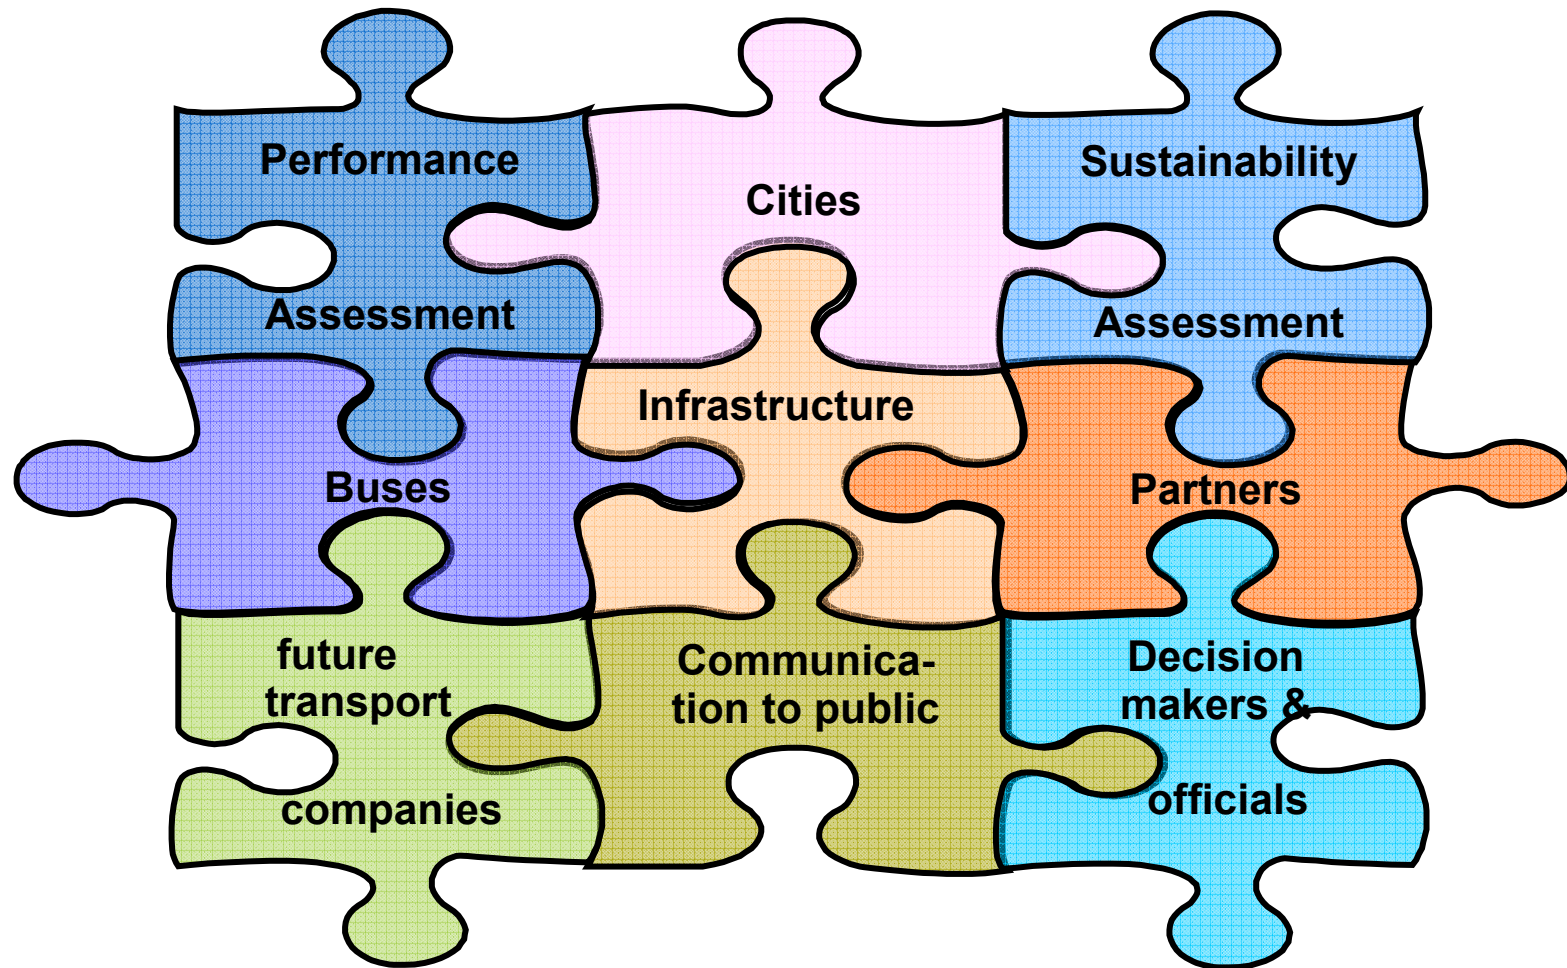 Performance
Assessment
Cities
Sustainability
Assessment
Buses
Infrastructure
Partners
future
transport
companies
Communica-
tion to public
Decision
makers &
officials